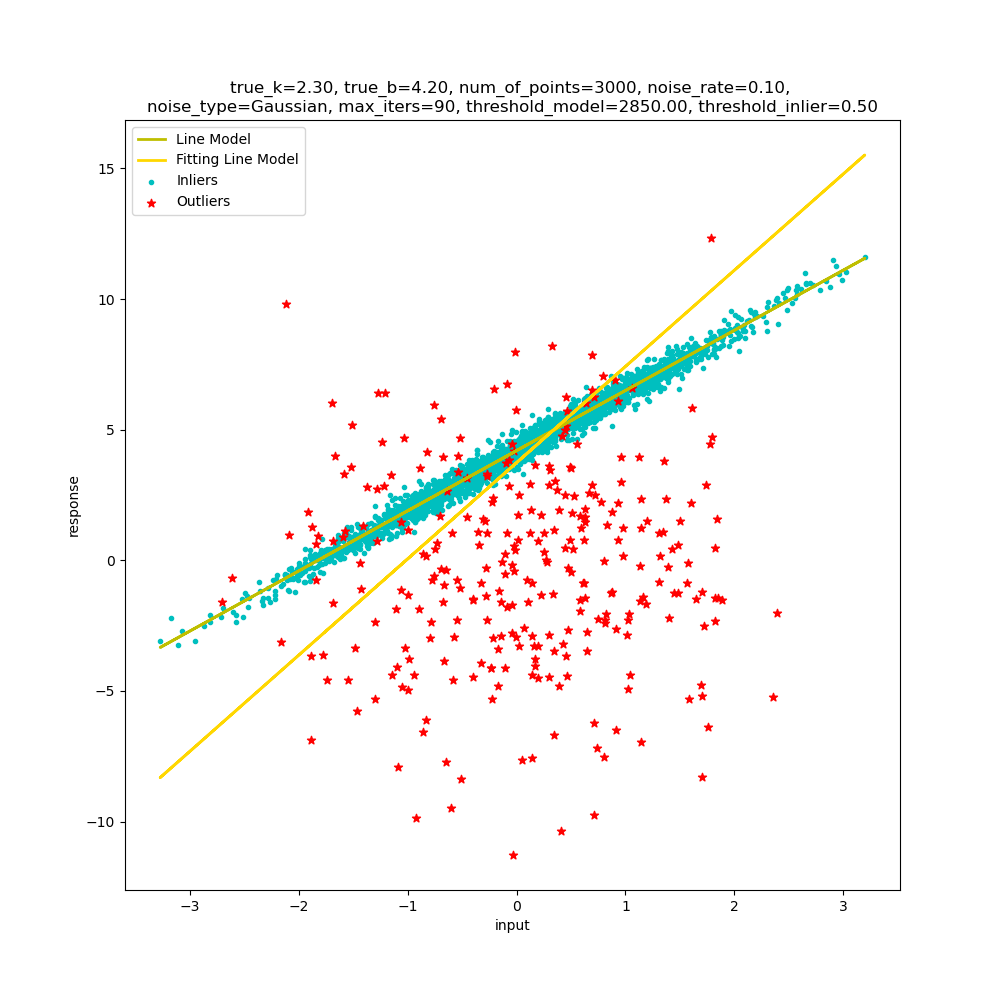 true_k=2.30, true_b=4.20, num_of_points=3000, noise_rate=0.10,
noise_type=Gaussian, max_iters=90, threshold_model=2850.00, threshold_inlier=0.50
Line Model
Fitting Line Model
Inliers
Outliers
15
10
5
0
−5
−10
response
−3 −2 −1 0 1 2 3
input